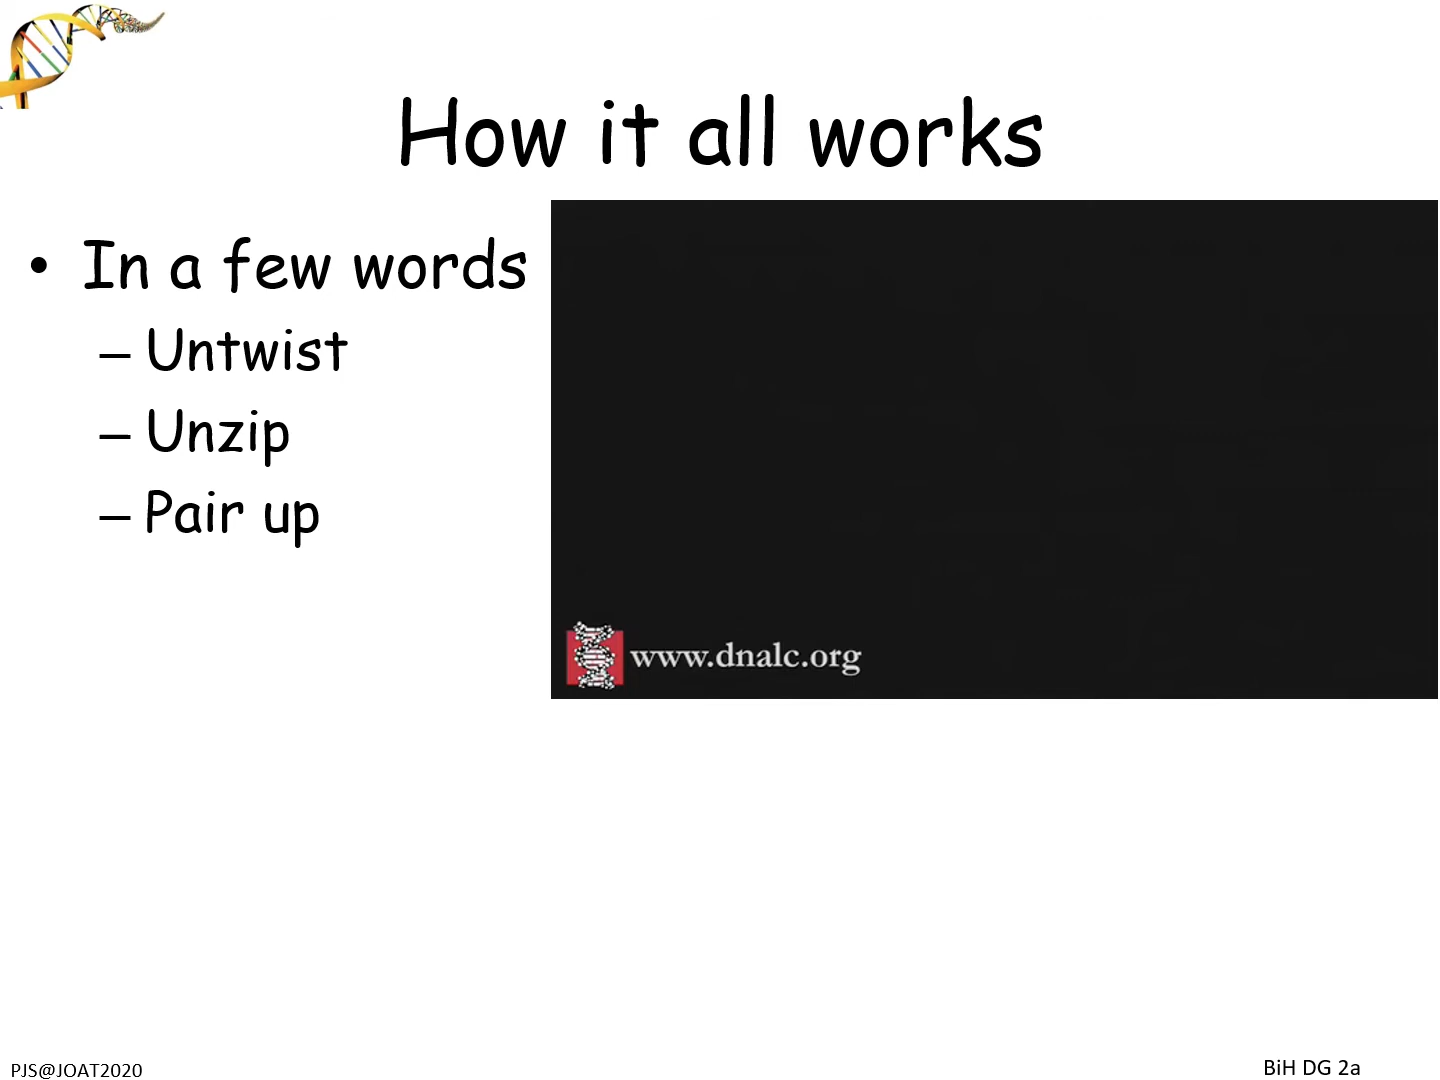 How it all works
• In a few words
– Untwist
– Unzip
– Pair up
www.dnalc.org
PJS@JOAT2020
BiH DG 2a